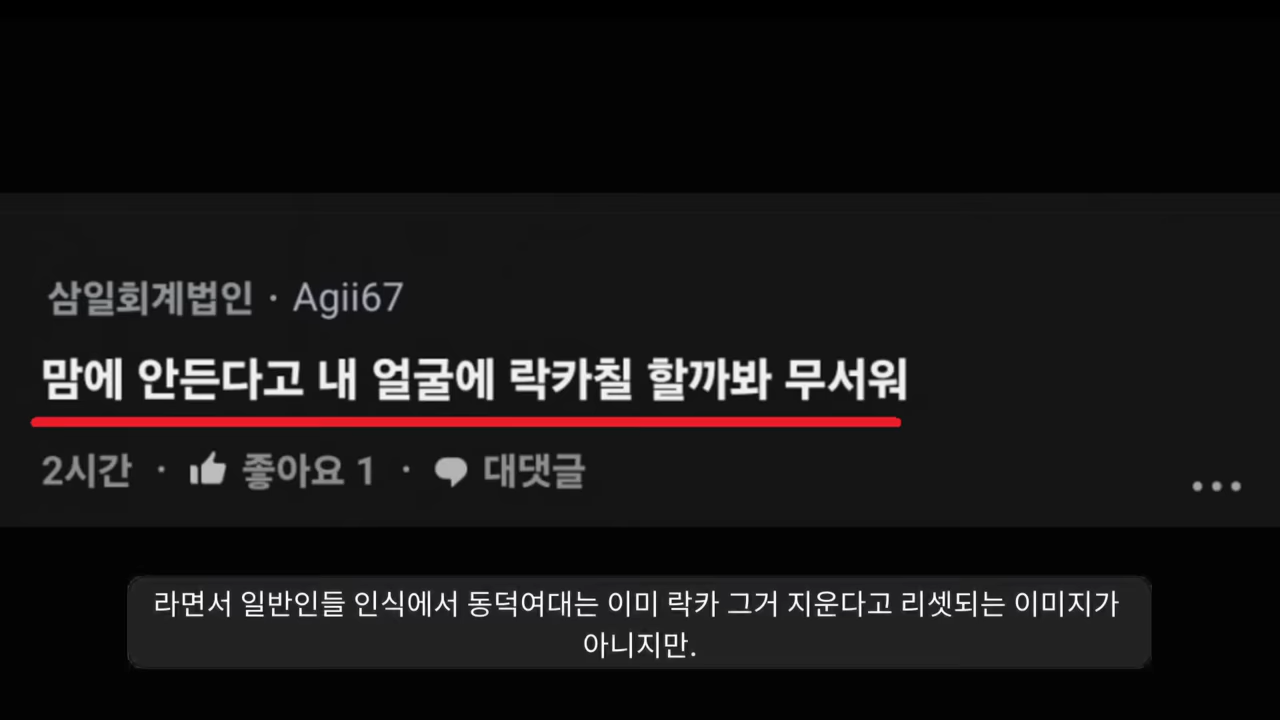 삼일회계법인 · Agii67
맘에 안든다고 내 얼굴에 락카칠 할까봐 무서워
2시간 · 좋아요 1 · 대댓글
라면서 일반인들 인식에서 동덕여대는 이미 락카 그거 지운다고 리셋되는 이미지가
아니지만.